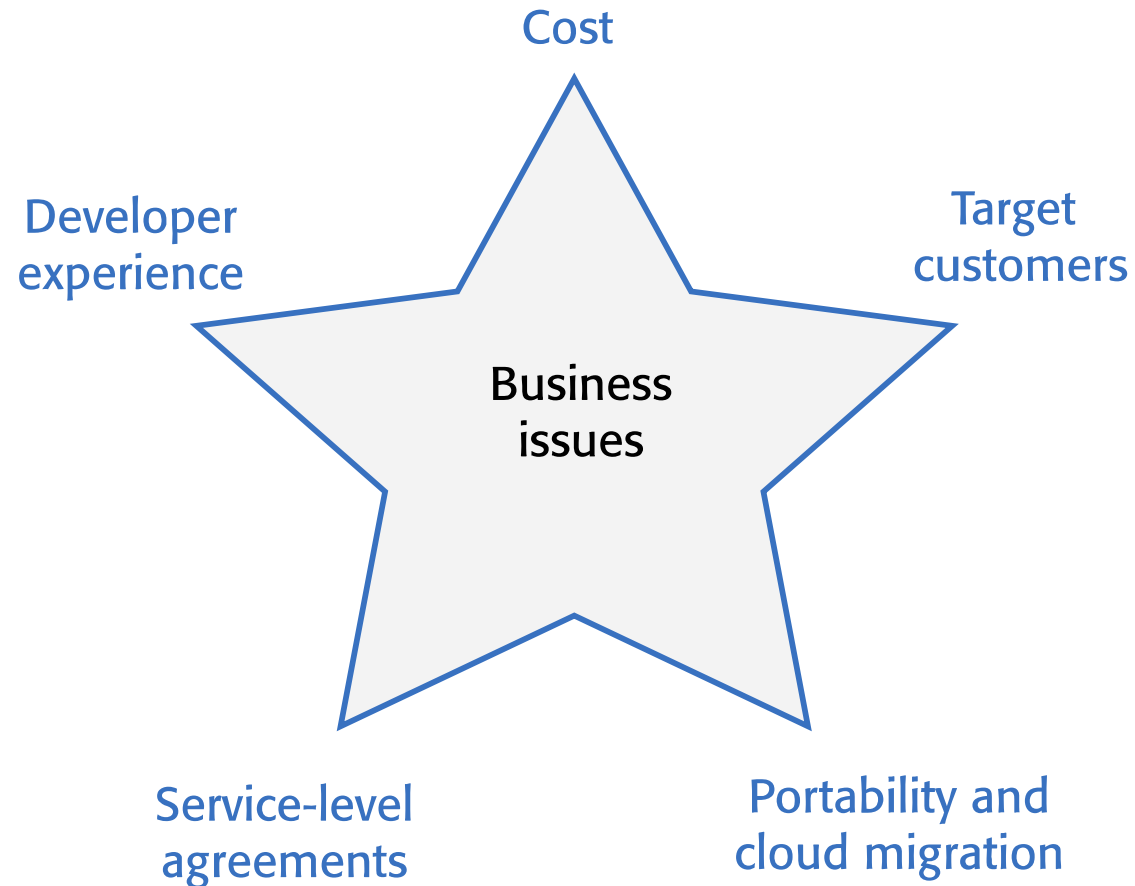 Cost
Developer
experience
Target
customers
Business
issues
Service-level
agreements
Portability and
cloud migration